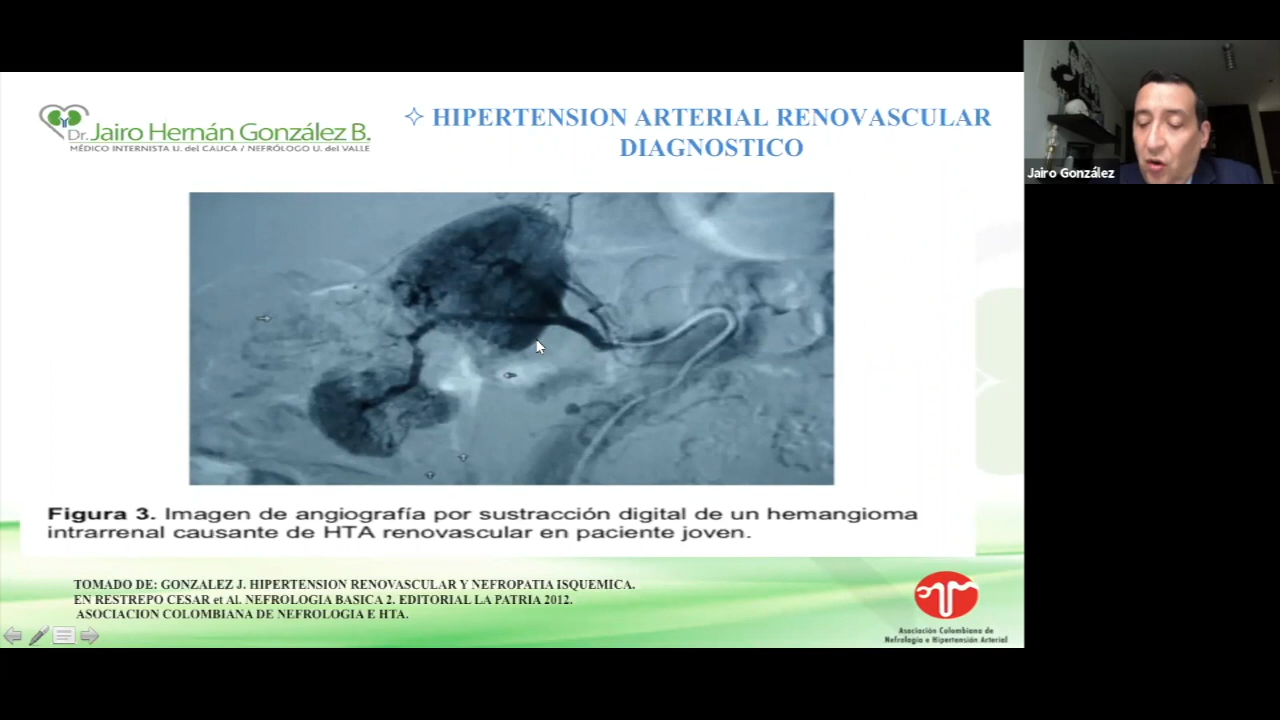 Dr. Jairo Hernán González B.
MÉDICO INTERNISTA U. del CAUCA / NEFRÓLOGO U. del VALLE
HIPERTENSION ARTERIAL RENOVASCULAR
DIAGNOSTICO
Jairo González
Figura 3. Imagen de angiografía por sustracción digital de un hemangioma
intrarrenal causante de HTA renovascular en paciente joven.
TOMADO DE: GONZALEZ J. HIPERTENSION RENOVASCULAR Y NEFROPATIA ISQUEMICA.
EN RESTREPO CESAR et Al. NEFROLOGIA BASICA 2. EDITORIAL LA PATRIA 2012.
ASOCIACION COLOMBIANA DE NEFROLOGIA E HTA.
Asociación Colombiana de
Nefrología e Hipertensión Arterial